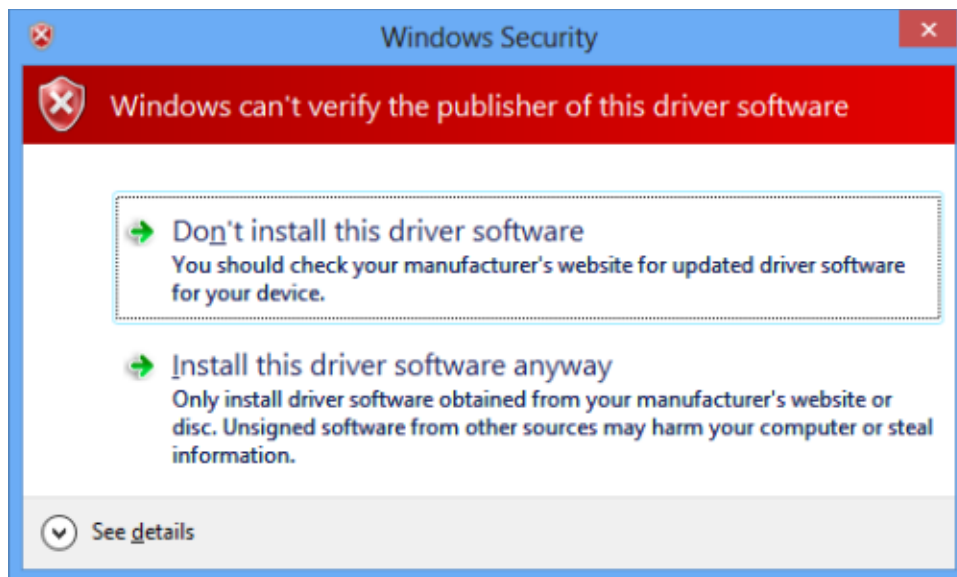 Windows Security
Windows can't verify the publisher of this driver software
Don't install this driver software
You should check your manufacturer's website for updated driver software
for your device.
Install this driver software anyway
Only install driver software obtained from your manufacturer's website or
disc. Unsigned software from other sources may harm your computer or steal
information.
See details